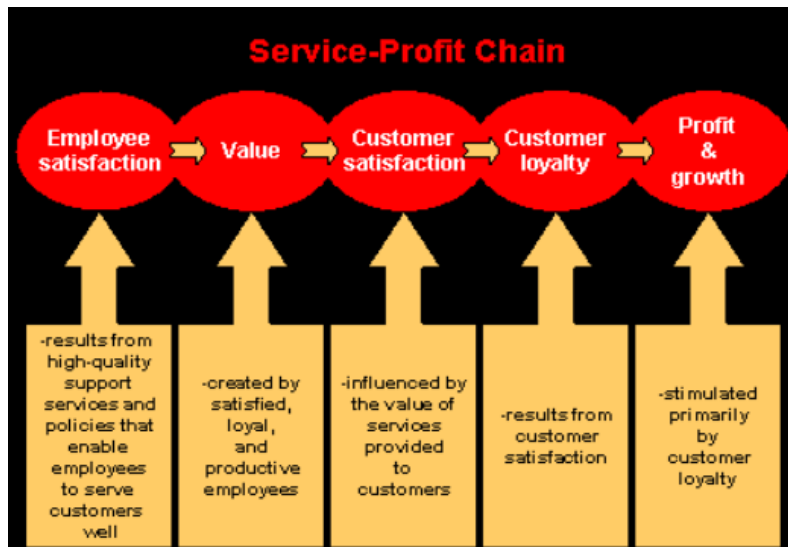 Service-Profit Chain
Employee
satisfaction
Value
Customer
satisfaction
Customer
loyalty
Profit
&
growth
-results from
high-quality
support
services and
policies that
enable
employees
to serve
customers
well
-created by
satisfied,
loyal,
and
productive
employees
-influenced by
the value of
services
provided
to
customers
-results from
customer
satisfaction
-stimulated
primarily
by
customer
loyalty